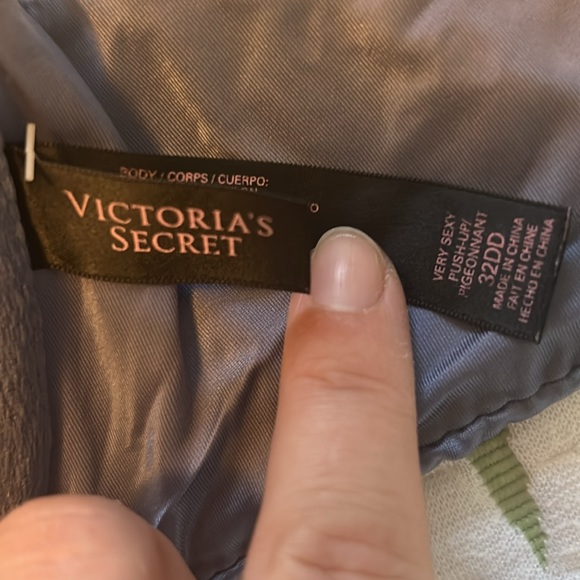 BODY / CORPS / CUERPO:
VICTORIA'S
SECRET
VERY SEXY
PUSH-UP/
PIGEONNANT
32DD
MADE IN CHINA
FAIT EN CHINE
HECHO EN CHINA